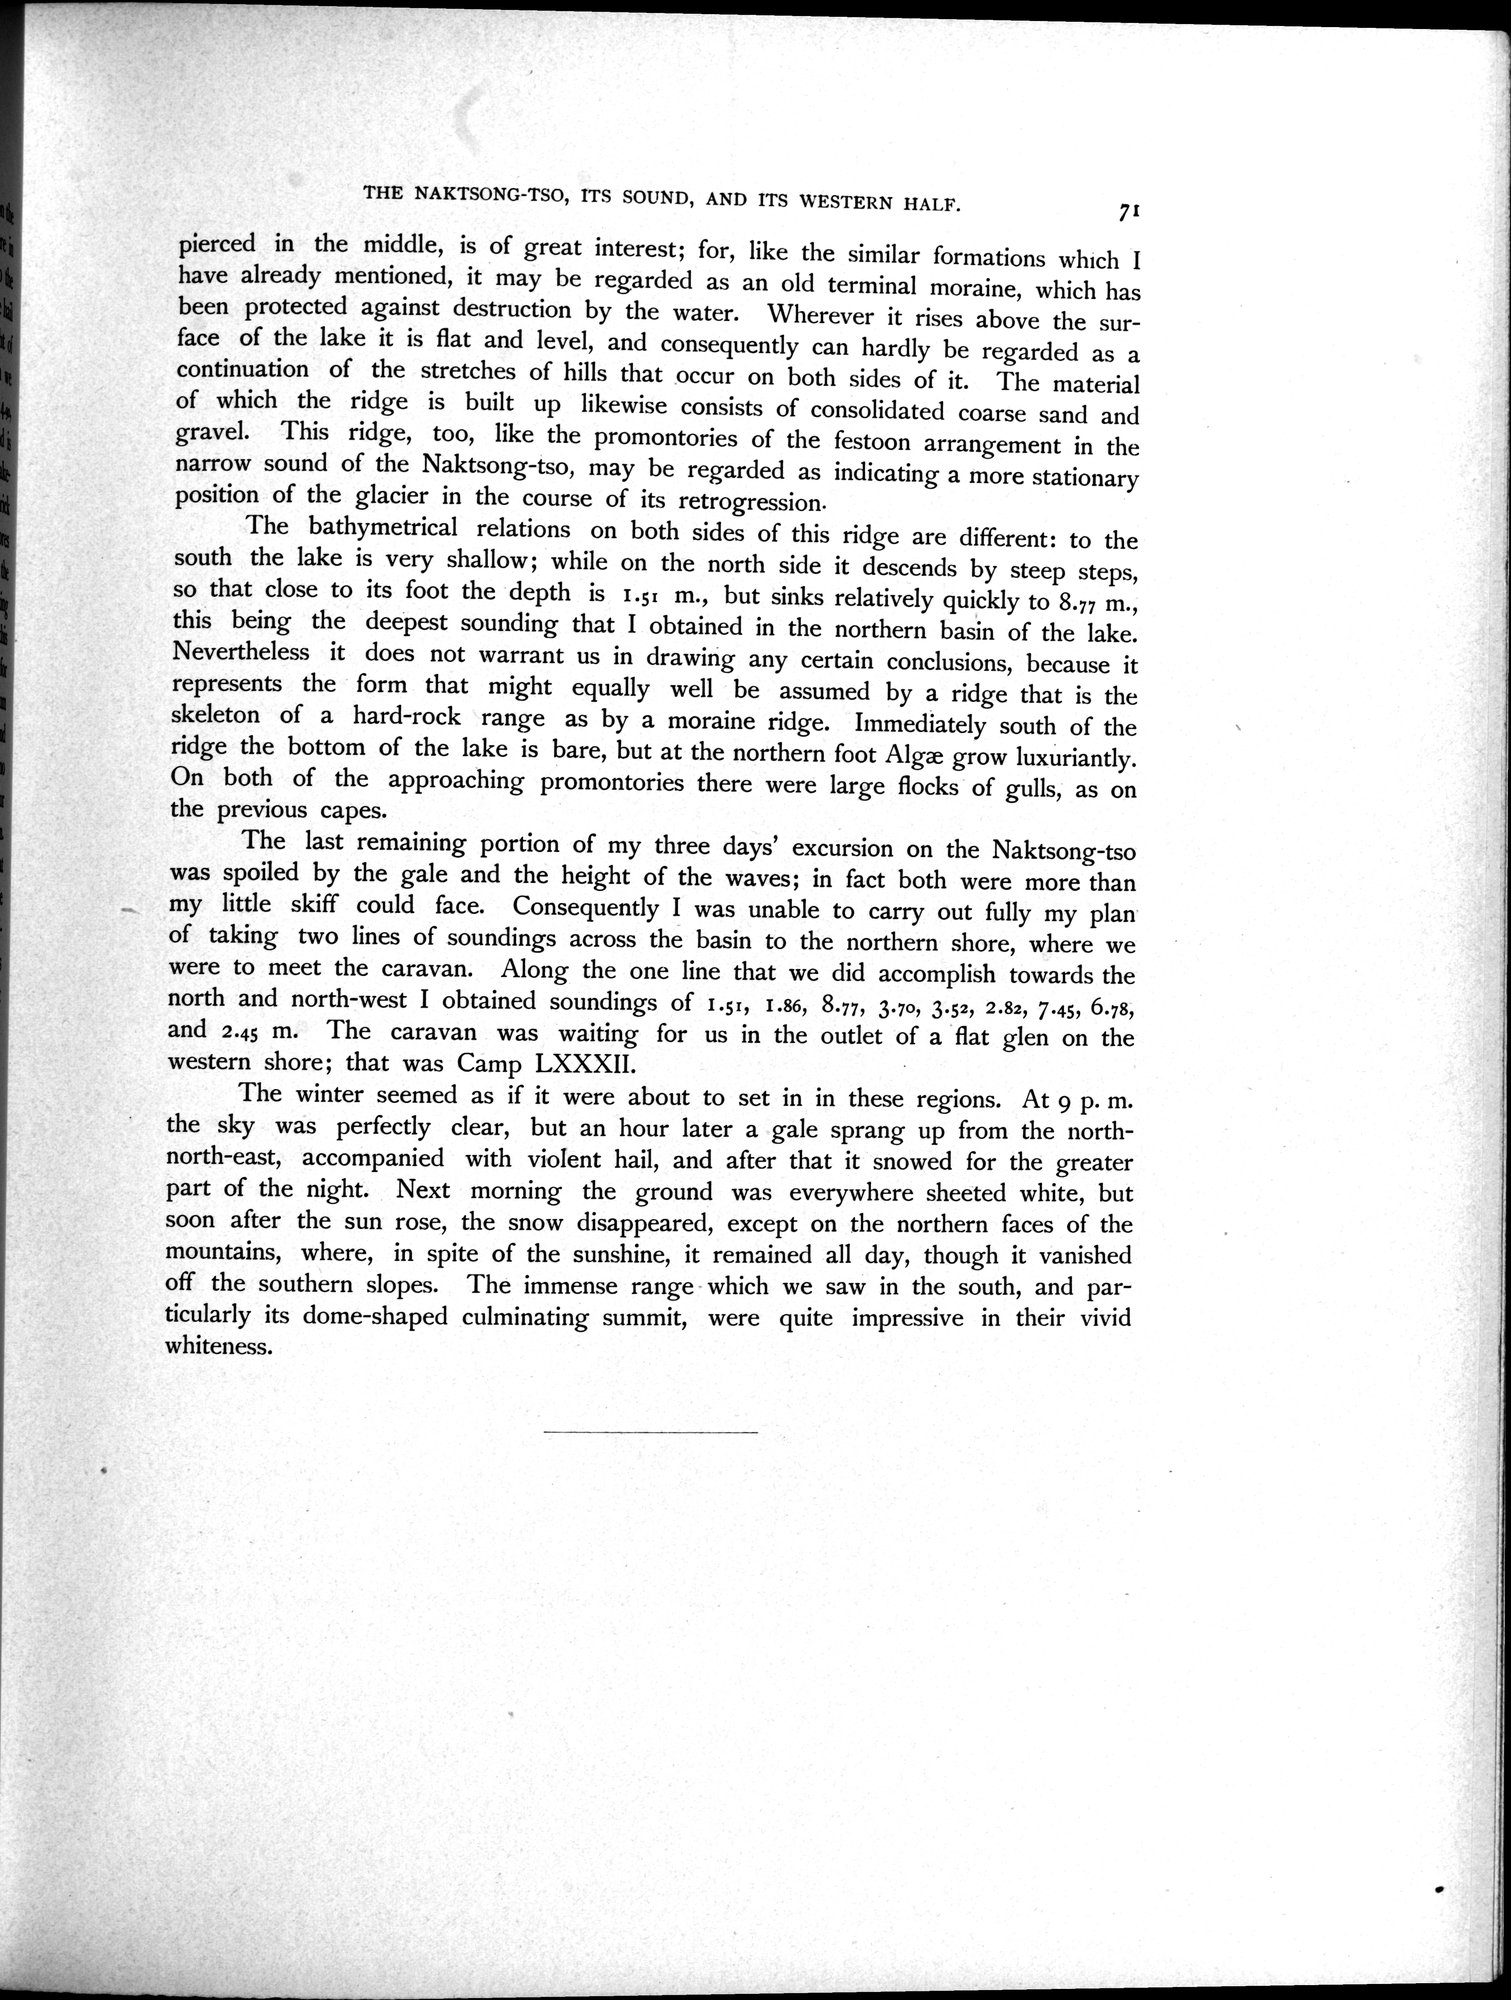 THE NAKTSONG-TSO, ITS SOUND, AND ITS WESTERN HALF. 71
pierced in the middle, is of great interest; for, like the similar formations which I
have already mentioned, it may be regarded as an old terminal moraine, which has
been protected against destruction by the water. Wherever it rises above the sur-
face of the lake it is flat and level, and consequently can hardly be regarded as a
continuation of the stretches of hills that occur on both sides of it. The material
of which the ridge is built up likewise consists of consolidated coarse sand and
gravel. This ridge, too, like the promontories of the festoon arrangement in the
narrow sound of the Naktsong-tso, may be regarded as indicating a more stationary
position of the glacier in the course of its retrogression.
The bathymetrical relations on both sides of this ridge are different: to the
south the lake is very shallow; while on the north side it descends by steep steps,
so that close to its foot the depth is 1.51 m., but sinks relatively quickly to 8.77 m.,
this being the deepest sounding that I obtained in the northern basin of the lake.
Nevertheless it does not warrant us in drawing any certain conclusions, because it
represents the form that might equally well be assumed by a ridge that is the
skeleton of a hard-rock range as by a moraine ridge. Immediately south of the
ridge the bottom of the lake is bare, but at the northern foot Algæ grow luxuriantly.
On both of the approaching promontories there were large flocks of gulls, as on
the previous capes.
The last remaining portion of my three days' excursion on the Naktsong-tso
was spoiled by the gale and the height of the waves; in fact both were more than
my little skiff could face. Consequently I was unable to carry out fully my plan
of taking two lines of soundings across the basin to the northern shore, where we
were to meet the caravan. Along the one line that we did accomplish towards the
north and north-west I obtained soundings of 1.51, 1.86, 8.77, 3.70, 3.52, 2.82, 7.45, 6.78,
and 2.45 m. The caravan was waiting for us in the outlet of a flat glen on the
western shore; that was Camp LXXXII.
The winter seemed as if it were about to set in in these regions. At 9 p. m.
the sky was perfectly clear, but an hour later a gale sprang up from the north-
north-east, accompanied with violent hail, and after that it snowed for the greater
part of the night. Next morning the ground was everywhere sheeted white, but
soon after the sun rose, the snow disappeared, except on the northern faces of the
mountains, where, in spite of the sunshine, it remained all day, though it vanished
off the southern slopes. The immense range which we saw in the south, and par-
ticularly its dome-shaped culminating summit, were quite impressive in their vivid
whiteness.